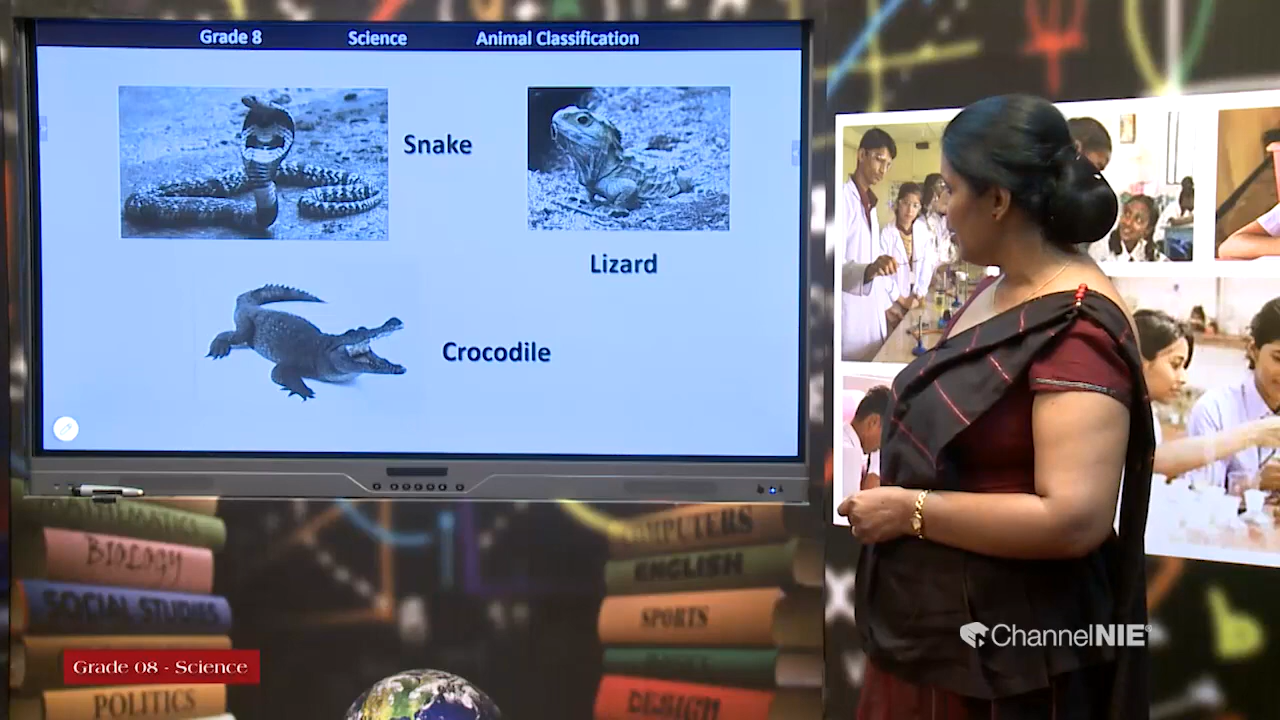 Grade 8 Science Animal Classification
Snake
Lizard
Crocodile
MATHEMATICS
BIOLOGY
SOCIAL STUDIES
POLITICS
COMPUTERS
ENGLISH
SPORTS
DESIGN
Grade 08 - Science
ChannelNIE